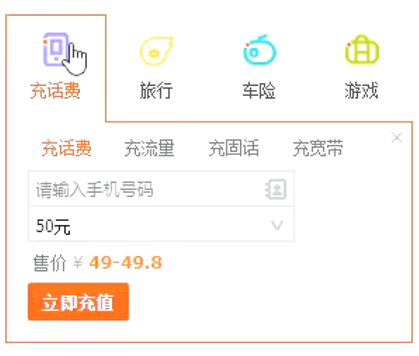 充话费 旅行 车险 游戏
充话费 充流量 充固话 充宽带
请输入手机号码
50元
售价 ¥ 49-49.8
立即充值